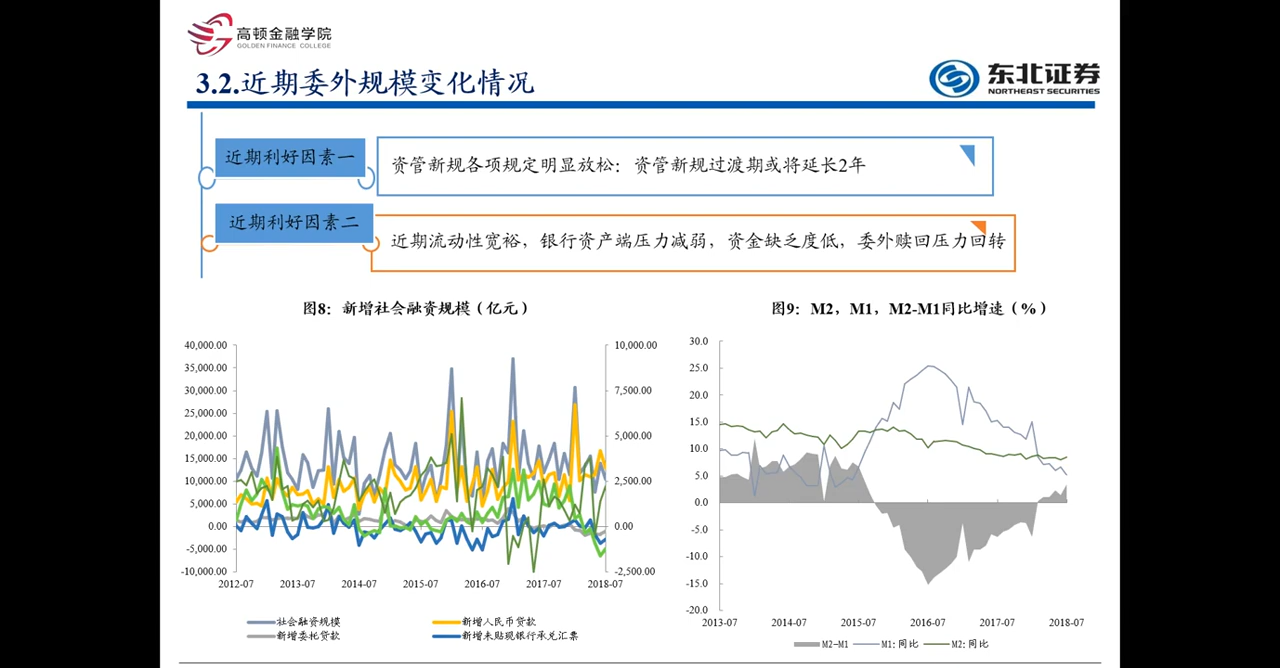 高顿金融学院
GOLDEN FINANCE COLLEGE
3.2.近期委外规模变化情况
东北证券
NORTHEAST SECURITIES
近期利好因素一
资管新规各项规定明显放松：资管新规过渡期或将延长2年
近期利好因素二
近期流动性宽裕，银行资产端压力减弱，资金缺乏度低，委外赎回压力回转
图8：新增社会融资规模（亿元）
40,000.00
35,000.00
30,000.00
25,000.00
20,000.00
15,000.00
10,000.00
5,000.00
0.00
-5,000.00
-10,000.00
10,000.00
7,500.00
5,000.00
2,500.00
0.00
-2,500.00
2012-07 2013-07 2014-07 2015-07 2016-07 2017-07 2018-07
社会融资规模 新增人民币贷款
新增委托贷款 新增未贴现银行承兑汇票
图9：M2，M1，M2-M1同比增速（%）
30.0
25.0
20.0
15.0
10.0
5.0
0.0
-5.0
-10.0
-15.0
-20.0
2013-07 2014-07 2015-07 2016-07 2017-07 2018-07
M2-M1 M1:同比 M2:同比